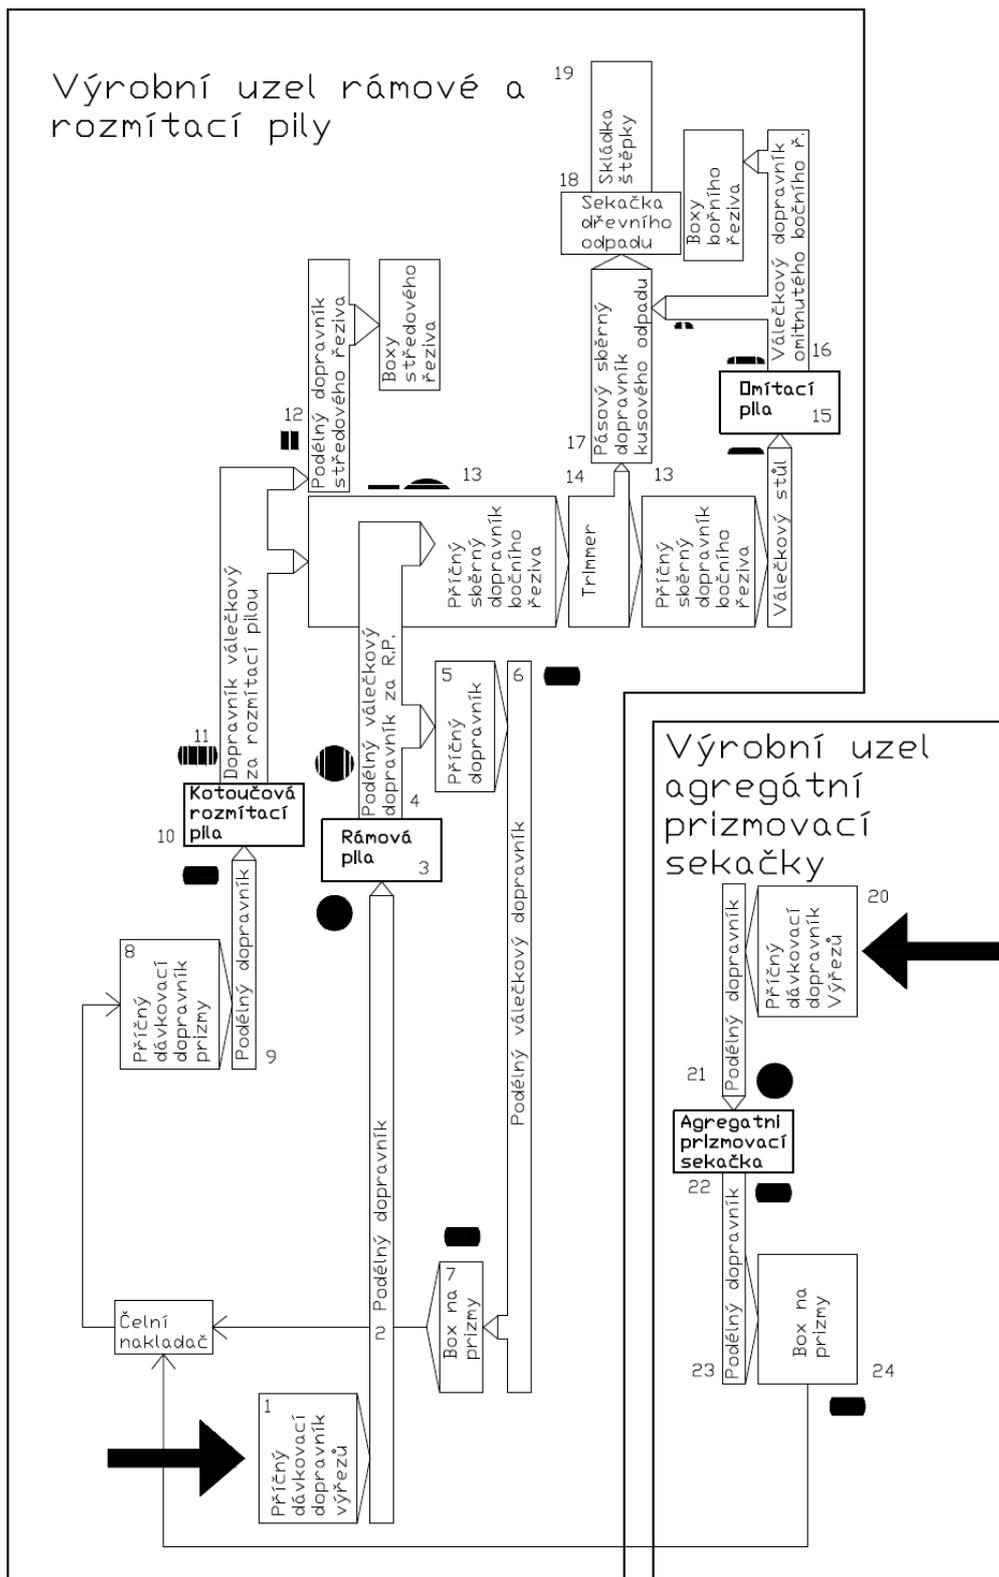 Výrobní uzel rámové a
rozmítací pily
19
Skládka
štěpky
18
Sekačka
dřevního
odpadu
Boxy
bořního
řeziva
Válečkový dopravník
omitnutého bočního ř.
16
Omítací
pila
15
Pásový sběrný
dopravník
kusového odpadu
17
Boxy
středového
řeziva
Podélný dopravník
středového řeziva
12
13
14
13
Příčný
sběrný
dopravník
bočního
řeziva
Trimmer
Příčný
sběrný
dopravník
bočního
řeziva
Válečkový stůl
Dopravník válečkový
za rozmítací pilou
11
Podélný válečkový
dopravník za R.P.
4
5
Příčný
dopravník
6
Podélný válečkový dopravník
Kotoučová
rozmítací
pila
10
Rámová
pila
3
8
Příčný
dávkovací
dopravník
prizmy
Podélný dopravník
9
2 Podélný dopravník
7
Box na
prizmy
Čelní
nakladač
1
Příčný
dávkovací
dopravník
výřezů
Výrobní uzel
agregátní
prizmovací
sekačky
20
Příčný
dávkovací
dopravník
Výřezů
Podélný dopravník
21
Agregatni
prizmovací
sekačka
22
Podélný dopravník
23
Box na
prizmy
24